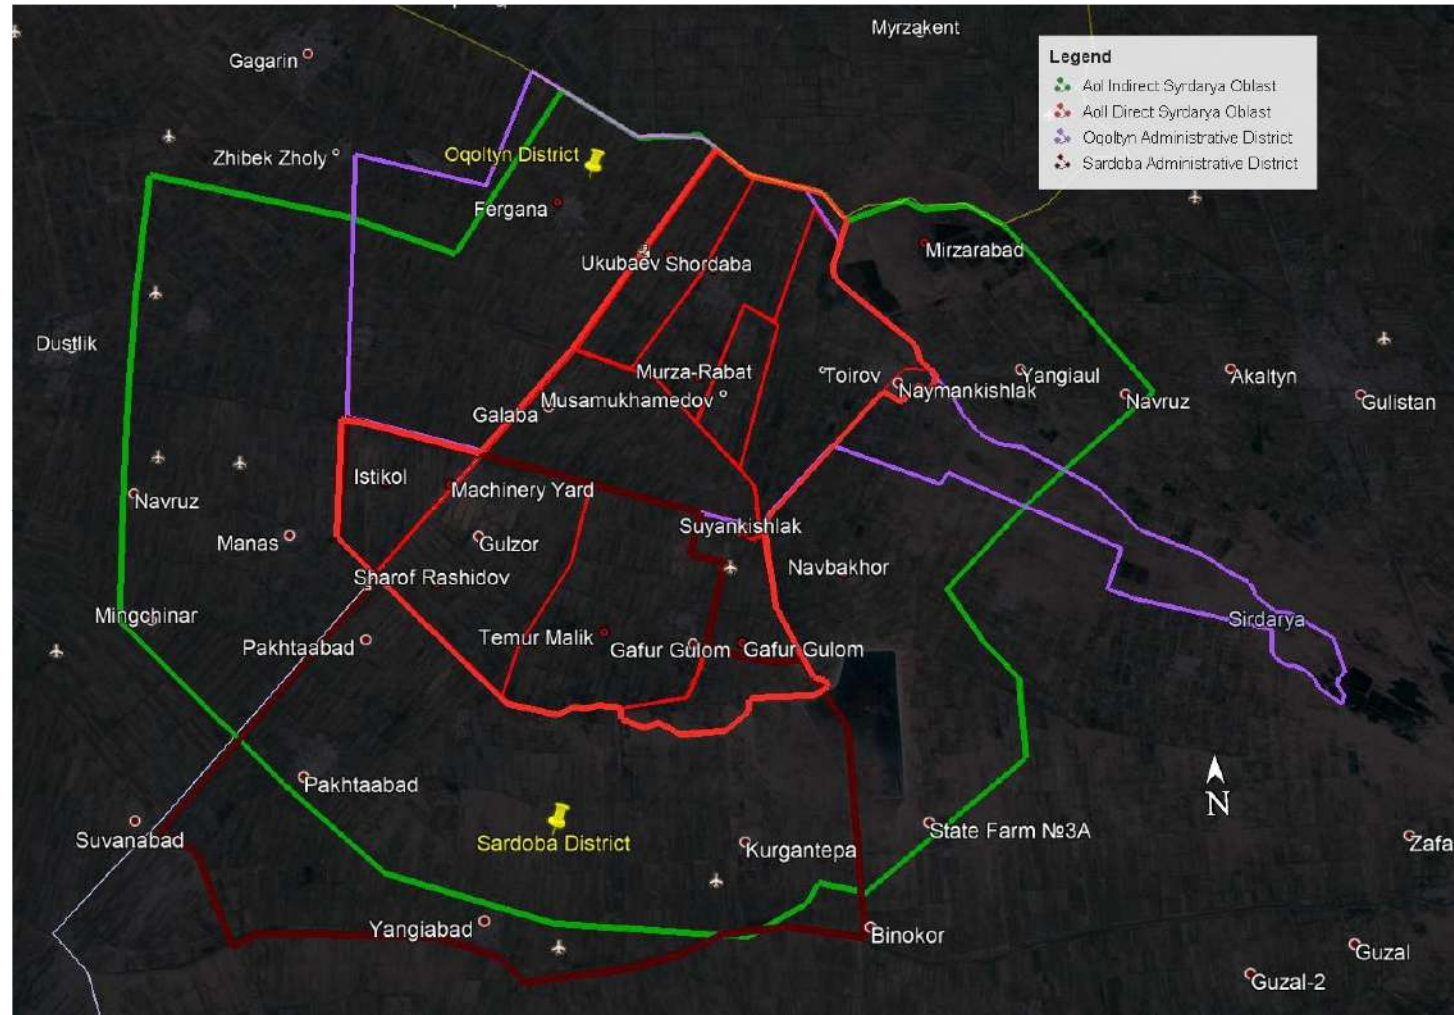 Myrzakent
Gagarin
Legend
AoI Indirect Syrdarya Oblast
AoII Direct Syrdarya Oblast
Oqoltyn Administrative District
Sardoba Administrative District
Zhibek Zholy
Oqoltyn District
Fergana
Mirzarabad
Ukubaev Shordaba
Dustlik
Murza-Rabat
Toirov
Yangiaul
Akaltyn
Naymankishlak
Musamukhamedov
Navruz
Gulistan
Galaba
Istikol
Machinery Yard
Navruz
Suyankishlak
Manas
Gulzor
Navbakhor
Sharof Rashidov
Mingchinar
Sirdarya
Temur Malik
Pakhtaabad
Gafur Gulom
Gafur Gulom
Pakhtaabad
N
Suvanabad
Sardoba District
State Farm №3A
Kurgantepa
Zafa
Yangiabad
Binokor
Guzal
Guzal-2